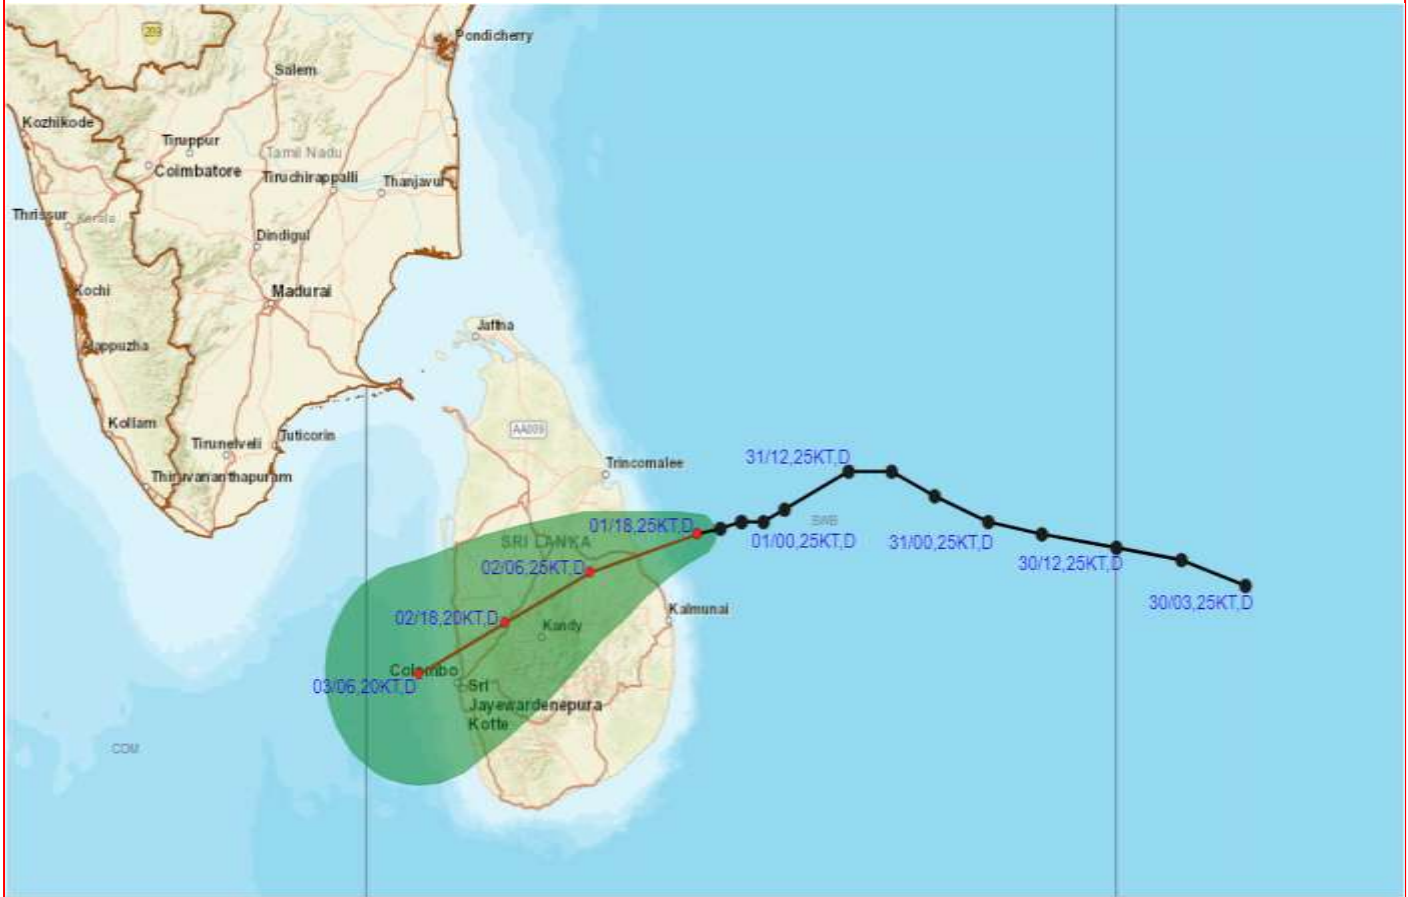 203
Pondicherry
Salem
Kozhikode
Tiruppur
Tamil Nadu
Coimbatore
Tiruchirappalli
Thanjavur
Thrissur
Kerala
Dindigul
Kochi
Madurai
Jaffna
Alappuzha
Kollam
AA009
Tirunelveli
Tuticorin
Thiruvananthapuram
Trincomalee
31/12,25KT,D
01/18,25KT,D
SWB
SRI LANKA
01/00,25KT,D
31/00,25KT,D
02/06,25KT,D
30/12,25KT,D
30/03,25KT,D
02/18,20KT,D
Kalmunai
Kandy
Colombo
03/06,20KT,D
Sri
Jayewardenepura
Kotte
COM